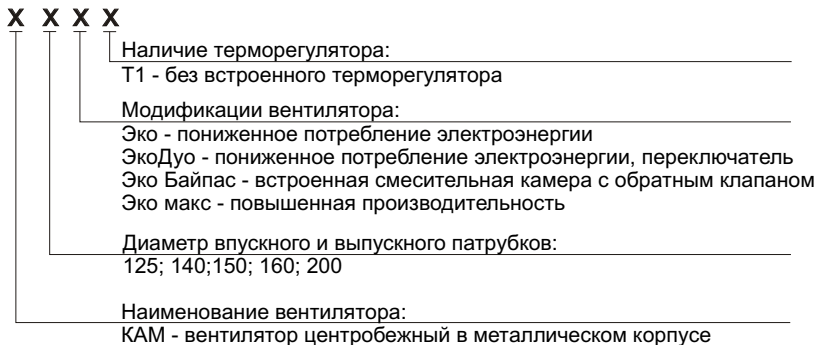 X X X X
Наличие терморегулятора:
Т1 - без встроенного терморегулятора
Модификации вентилятора:
Эко - пониженное потребление электроэнергии
ЭкоДуо - пониженное потребление электроэнергии, переключатель
Эко Байпас - встроенная смесительная камера с обратным клапаном
Эко макс - повышенная производительность
Диаметр впускного и выпускного патрубков:
125; 140;150; 160; 200
Наименование вентилятора:
КАМ - вентилятор центробежный в металлическом корпусе